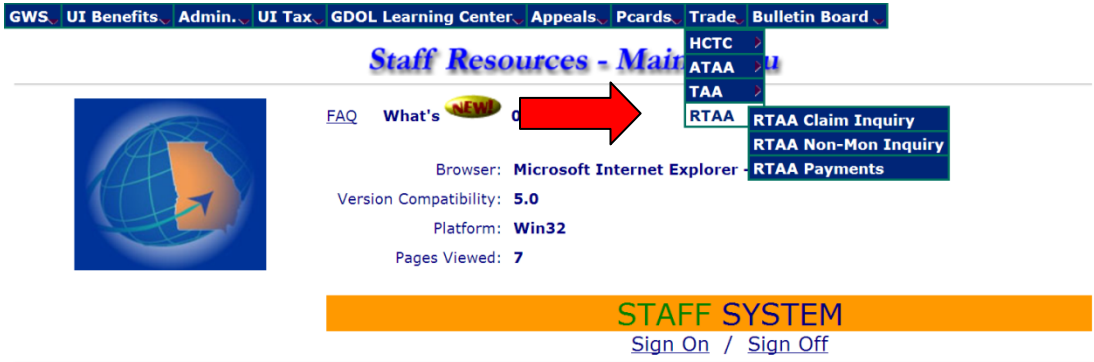 GWS UI Benefits Admin. UI Tax GDOL Learning Center Appeals Pcards Trade Bulletin Board
HCTC
Staff Resources - Main u
ATAA
TAA
FAQ What's NEW! 0 RTAA RTAA Claim Inquiry
RTAA Non-Mon Inquiry
Browser: Microsoft Internet Explorer - RTAA Payments
Version Compatibility: 5.0
Platform: Win32
Pages Viewed: 7
STAFF SYSTEM
Sign On / Sign Off